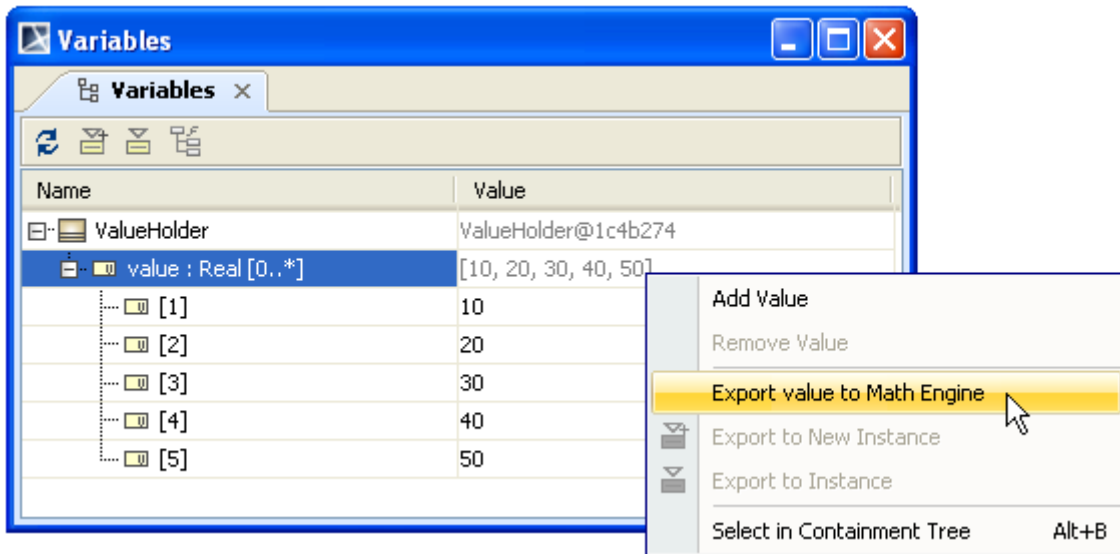 Variables
Variables
Name Value
ValueHolder ValueHolder@1c4b274
value : Real [0..*] [10, 20, 30, 40, 50]
[1] 10
[2] 20
[3] 30
[4] 40
[5] 50
Add Value
Remove Value
Export value to Math Engine
Export to New Instance
Export to Instance
Select in Containment Tree Alt+B